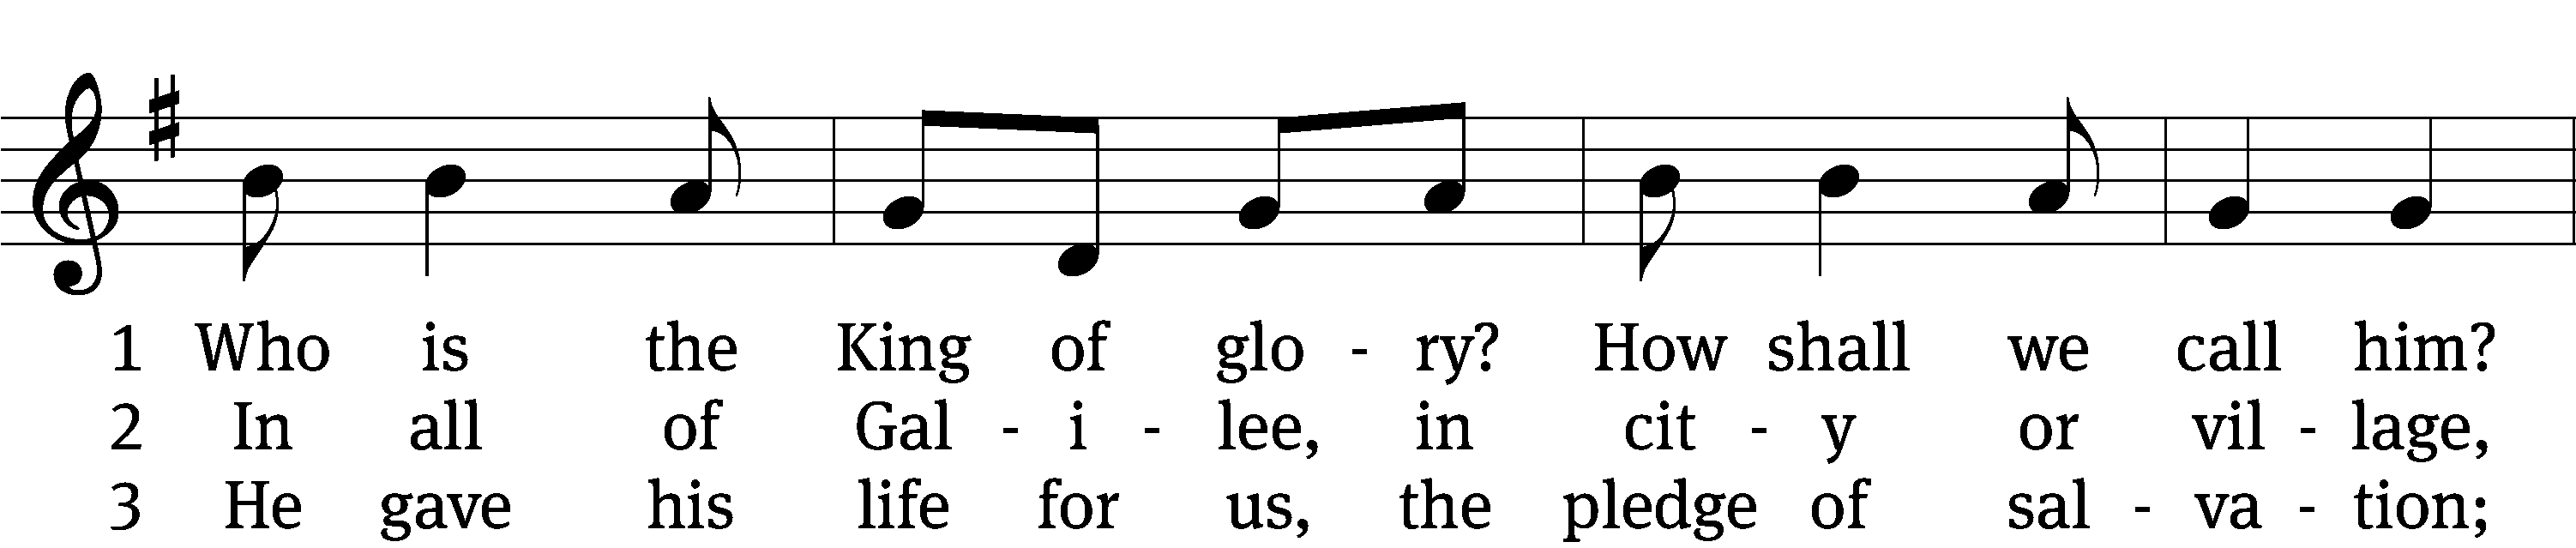 1 Who is the King of glo - ry? How shall we call him?
2 In all of Gal - i - lee, in cit - y or vil - lage,
3 He gave his life for us, the pledge of sal - va - tion;